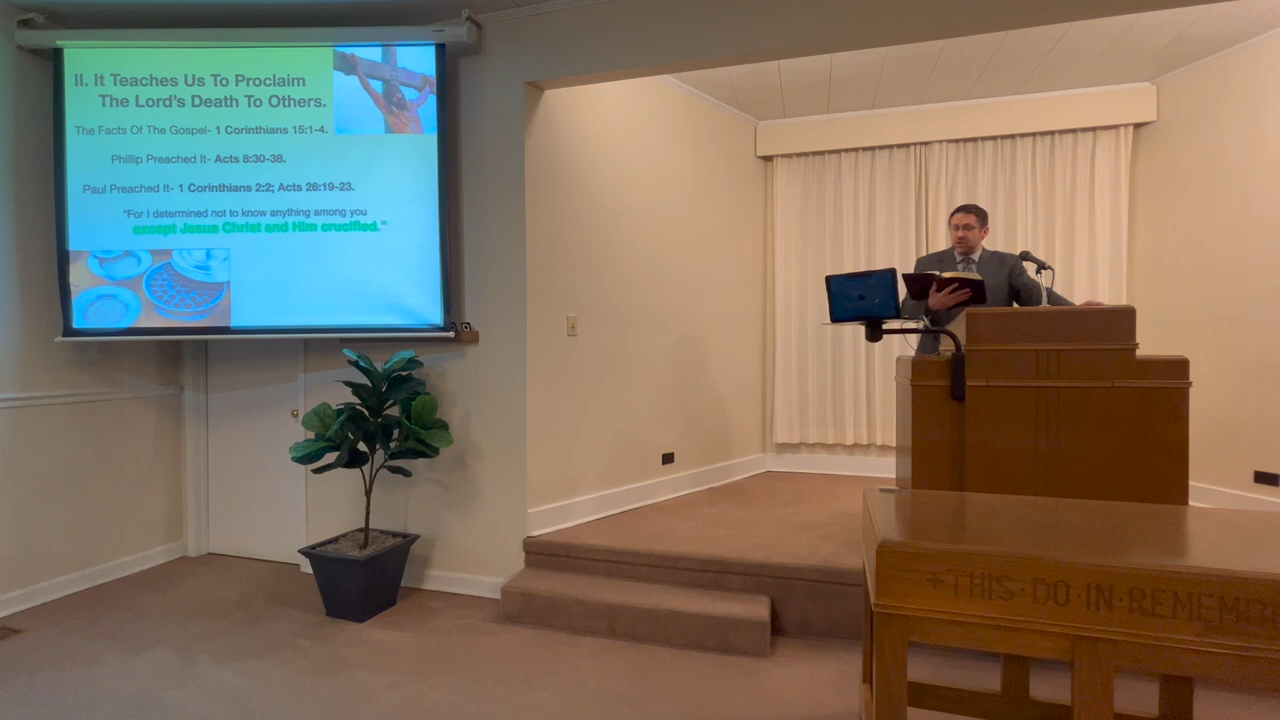 II. It Teaches Us To Proclaim
The Lord's Death To Others.
The Facts Of The Gospel- 1 Corinthians 15:1-4.
Phillip Preached It- Acts 8:30-38.
Paul Preached It- 1 Corinthians 2:2; Acts 26:19-23.
"For I determined not to know anything among you
except Jesus Christ and Him crucified."
+THIS·DO·IN·REMEMB